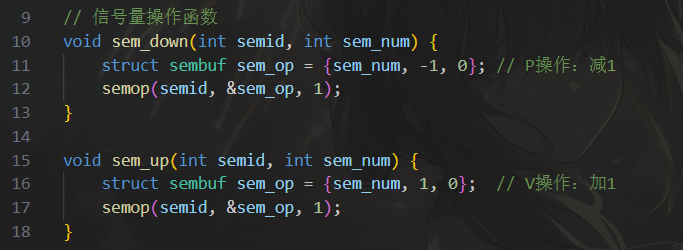 9 // 信号量操作函数
10 void sem_down(int semid, int sem_num) {
11     struct sembuf sem_op = {sem_num, -1, 0}; // P操作：减1
12     semop(semid, &sem_op, 1);
13 }
14
15 void sem_up(int semid, int sem_num) {
16     struct sembuf sem_op = {sem_num, 1, 0};  // V操作：加1
17     semop(semid, &sem_op, 1);
18 }